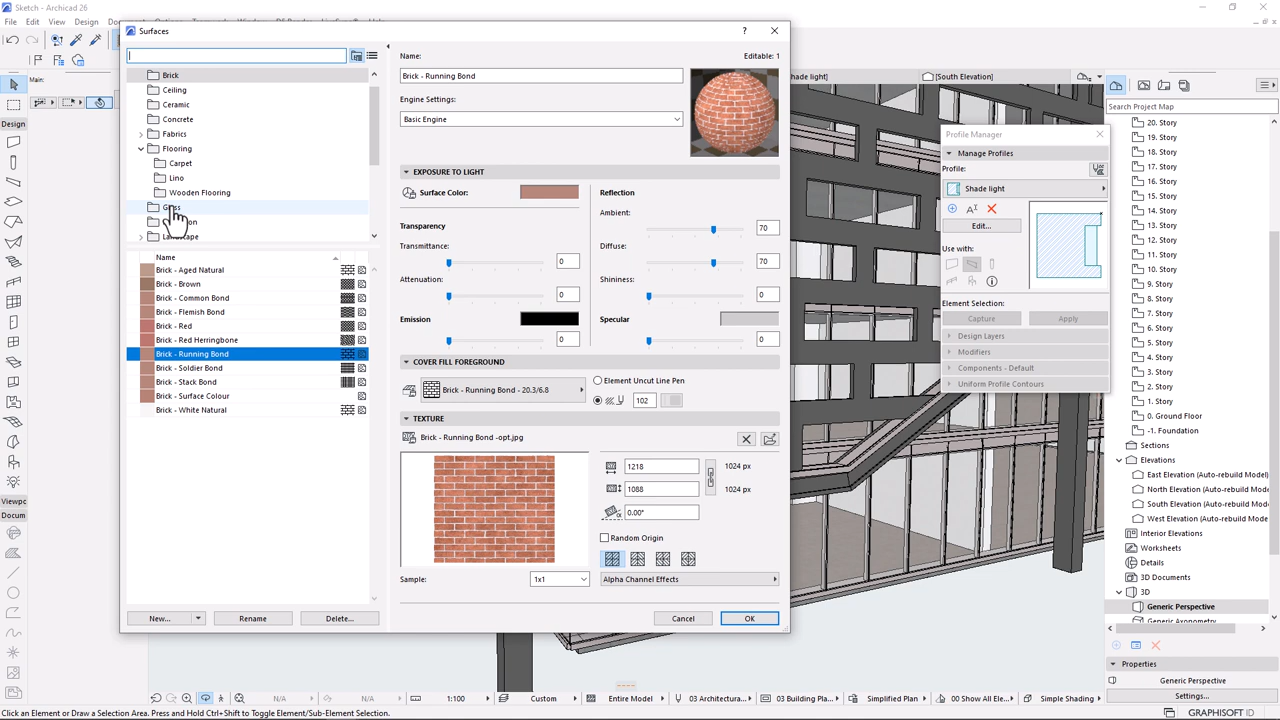 Sketch - Archicad 26
File
Edit
View
Design
Surfaces
?
Brick
Ceiling
Ceramic
Concrete
Fabrics
Flooring
Carpet
Lino
Wooden Flooring
Name
Brick - Aged Natural
Brick - Brown
Brick - Common Bond
Brick - Flemish Bond
Brick - Red
Brick - Red Herringbone
Brick - Running Bond
Brick - Soldier Bond
Brick - Stack Bond
Brick - Surface Colour
Brick - White Natural
New...
Rename
Delete...
Name:
Editable: 1
Brick - Running Bond
Engine Settings:
Basic Engine
EXPOSURE TO LIGHT
Surface Color:
Reflection
Transparency
Ambient:
70
Transmittance:
0
Diffuse:
70
Attenuation:
0
Shininess:
0
Emission
Specular
0
0
COVER FILL FOREGROUND
Brick - Running Bond - 20.3/6.8
Element Uncut Line Pen
102
TEXTURE
Brick - Running Bond -opt.jpg
1218
1024 px
1088
1024 px
0.00°
Random Origin
Sample:
1x1
Alpha Channel Effects
Cancel
OK
Main:
Viewpc
Docum
hade light]
[South Elevation]
Profile Manager
Manage Profiles
Profile:
Shade light
Edit...
Use with:
Element Selection:
Capture
Apply
Design Layers
Modifiers
Components - Default
Uniform Profile Contours
Search Project Map
20. Story
19. Story
18. Story
17. Story
16. Story
15. Story
14. Story
13. Story
12. Story
11. Story
10. Story
9. Story
8. Story
7. Story
6. Story
5. Story
4. Story
3. Story
2. Story
1. Story
0. Ground Floor
-1. Foundation
Sections
Elevations
East Elevation (Auto-rebuild Model)
North Elevation (Auto-rebuild Mode
South Elevation (Auto-rebuild Mode
West Elevation (Auto-rebuild Model
Interior Elevations
Worksheets
Details
3D Documents
3D
Generic Perspective
Generic Axonometry
Properties
Generic Perspective
Settings...
N/A
N/A
1:100
Custom
Entire Model
03 Architectura...
03 Building Pla...
Simplified Plan
00 Show All Ele...
Simple Shading
Click an Element or Draw a Selection Area. Press and Hold Ctrl+Shift to Toggle Element/Sub-Element Selection.
GRAPHISOFT ID